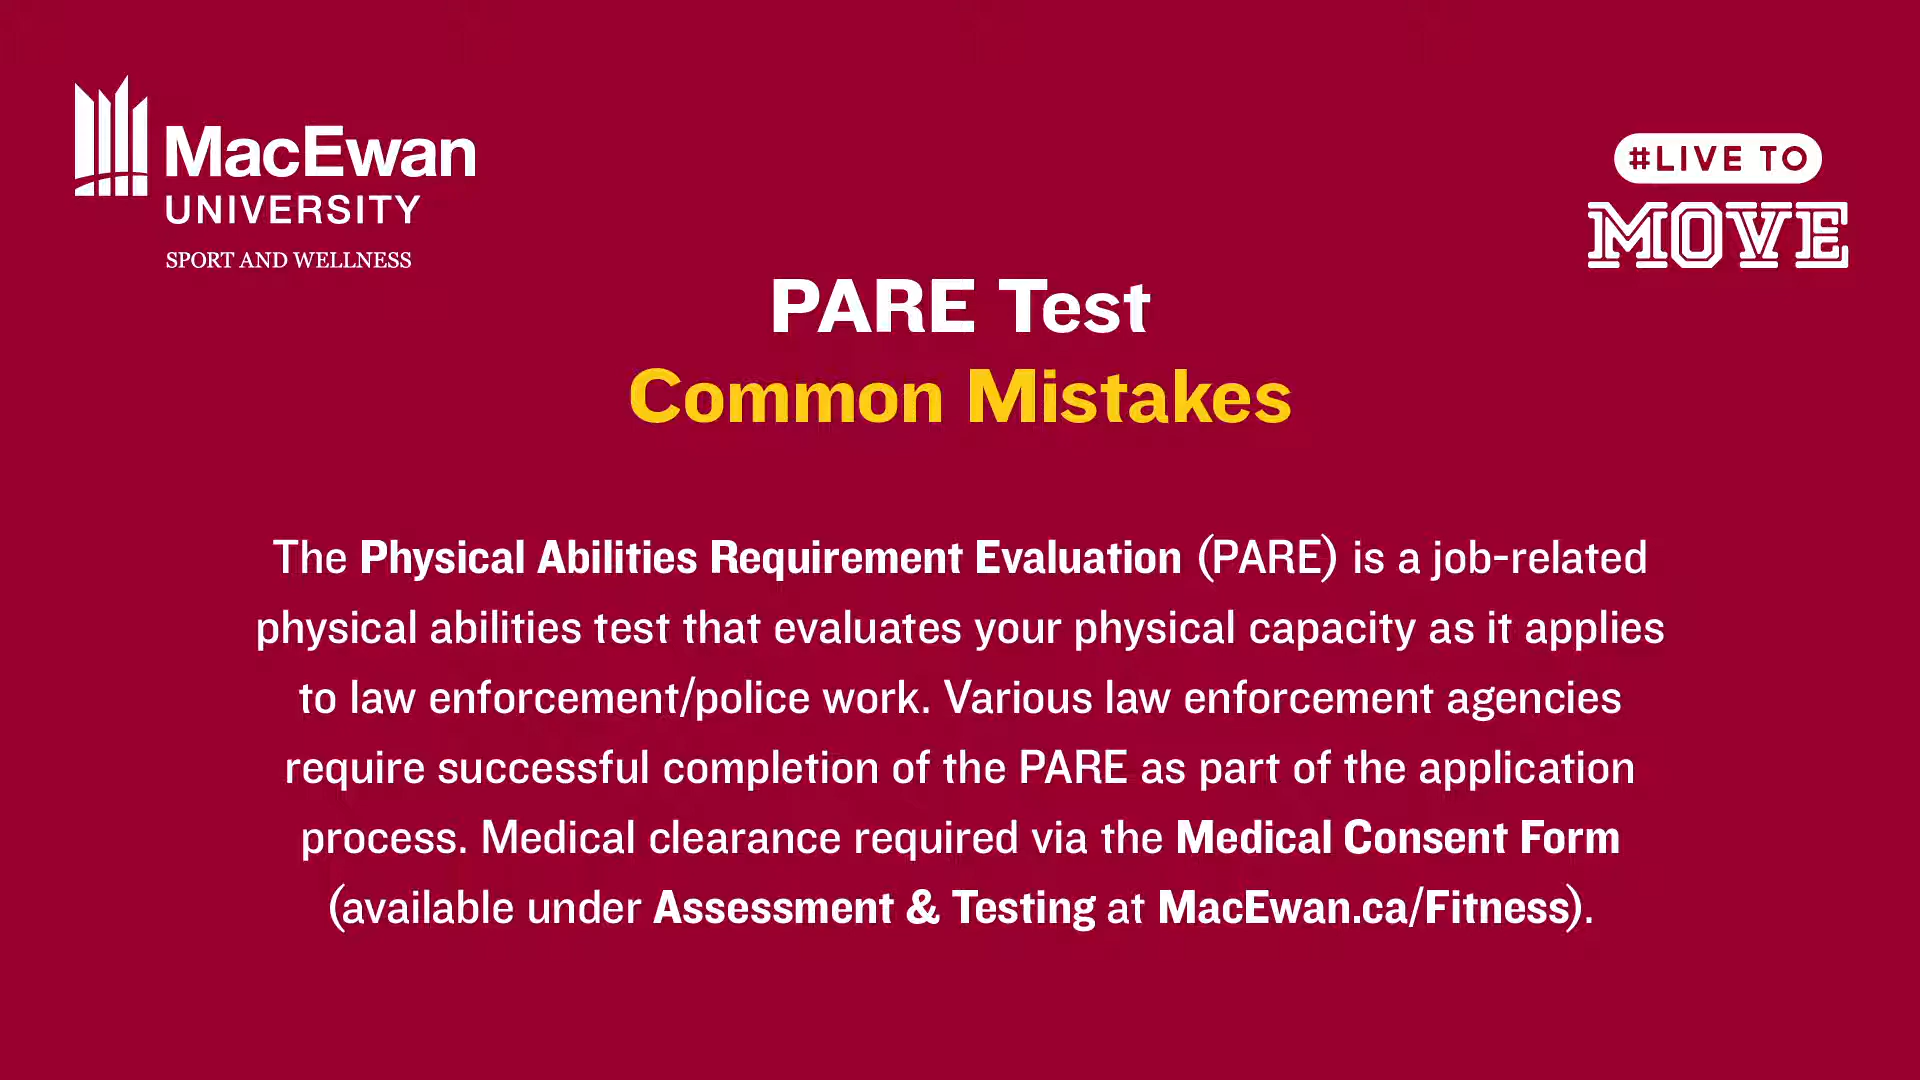 MacEwan
UNIVERSITY
SPORT AND WELLNESS
#LIVE TO
MOVE
PARE Test
Common Mistakes
The Physical Abilities Requirement Evaluation (PARE) is a job-related
physical abilities test that evaluates your physical capacity as it applies
to law enforcement/police work. Various law enforcement agencies
require successful completion of the PARE as part of the application
process. Medical clearance required via the Medical Consent Form
(available under Assessment & Testing at MacEwan.ca/Fitness).